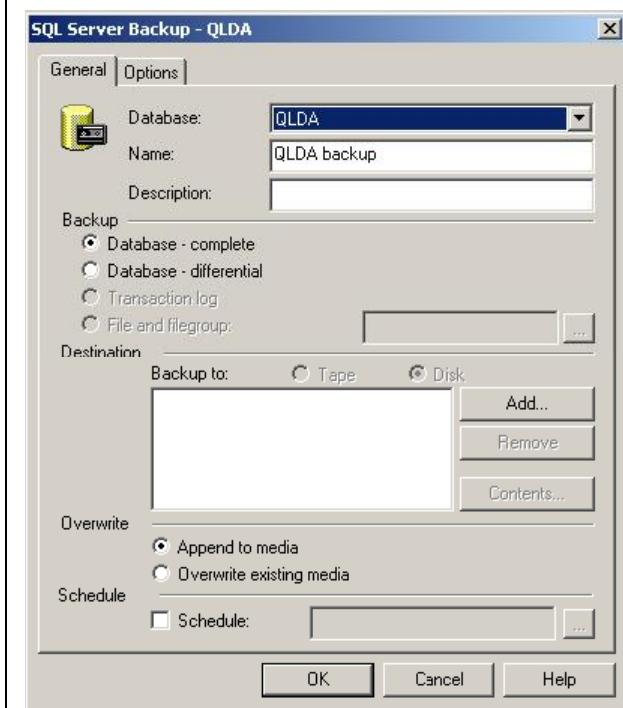 SQL Server Backup - QLDA
General Options
Database: QLDA
Name: QLDA backup
Description:
Backup
Database - complete
Database - differential
Transaction log
File and filegroup: ...
Destination
Backup to: Tape Disk
Add...
Remove
Contents...
Overwrite
Append to media
Overwrite existing media
Schedule
Schedule: ...
OK Cancel Help